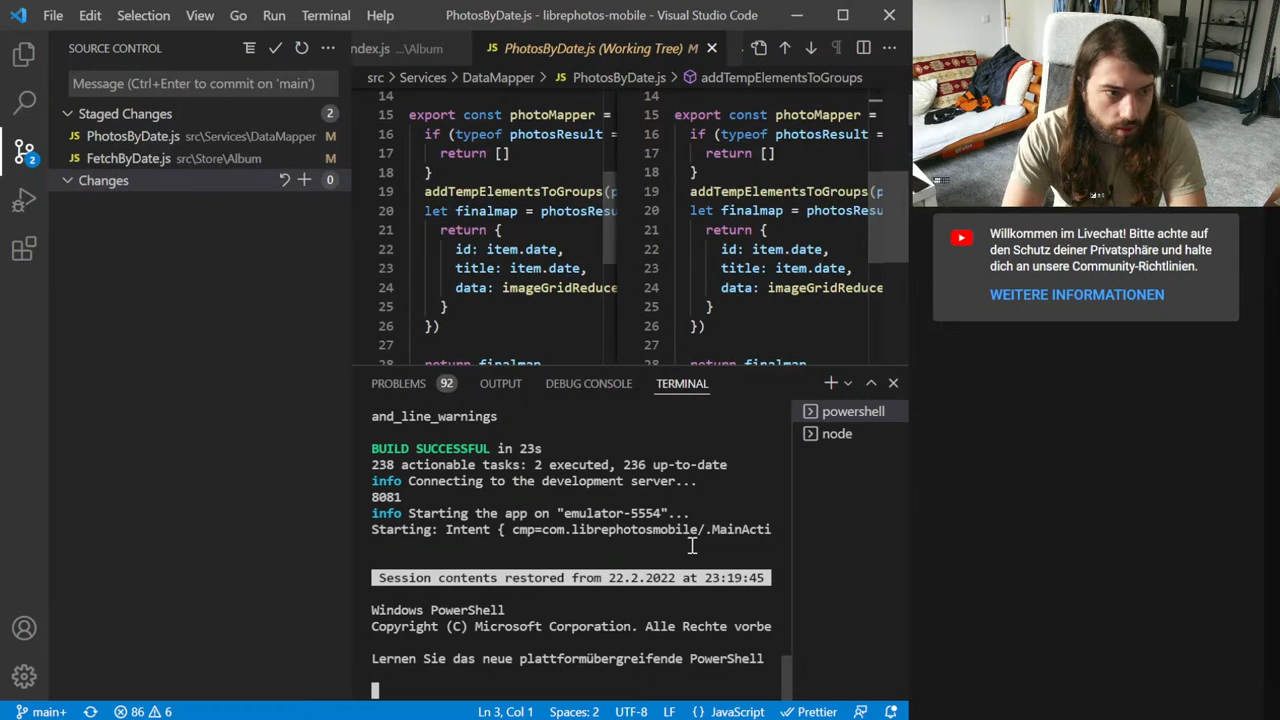 File Edit Selection View Go Run Terminal Help
PhotosByDate.js - librephotos-mobile - Visual Studio Code
SOURCE CONTROL
Message (Ctrl+Enter to commit on 'main')
Staged Changes 2
PhotosByDate.js src\Services\DataMapper M
FetchByDate.js src\Store\Album M
Changes 0
2
ndex.js ...\Album
PhotosByDate.js (Working Tree) M
src > Services > DataMapper > PhotosByDate.js > addTempElementsToGroups
14
15 export const photoMapper =
16 if (typeof photosResult
17 return []
18 }
19 addTempElementsToGroups(
20 let finalmap = photosResu
21 return {
22 id: item.date,
23 title: item.date,
24 data: imageGridReduce
25 }
26 })
27
28 return finalmap
14
15 export const photoMapper =
16 if (typeof photosResult
17 return []
18 }
19 addTempElementsToGroups(
20 let finalmap = photosResu
21 return {
22 id: item.date,
23 title: item.date,
24 data: imageGridReduce
25 }
26 })
27
28 return finalmap
PROBLEMS 92 OUTPUT DEBUG CONSOLE TERMINAL
powershell
node
and_line_warnings
BUILD SUCCESSFUL in 23s
238 actionable tasks: 2 executed, 236 up-to-date
info Connecting to the development server...
8081
info Starting the app on "emulator-5554"...
Starting: Intent { cmp=com.librephotosmobile/.MainActi
Session contents restored from 22.2.2022 at 23:19:45
Windows PowerShell
Copyright (C) Microsoft Corporation. Alle Rechte vorbe
Lernen Sie das neue plattformübergreifende PowerShell
main+ 86 6
Ln 3, Col 1 Spaces: 2 UTF-8 LF {} JavaScript Prettier
Willkommen im Livechat! Bitte achte auf
den Schutz deiner Privatsphäre und halte
dich an unsere Community-Richtlinien.
WEITERE INFORMATIONEN